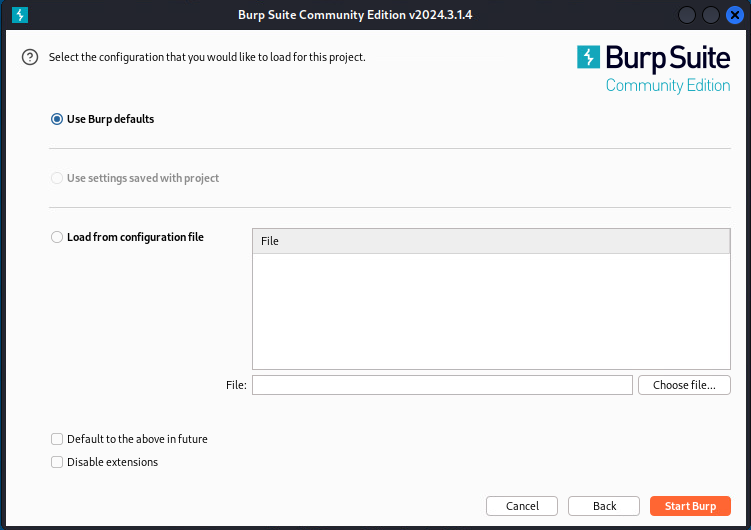 Burp Suite Community Edition v2024.3.1.4
Select the configuration that you would like to load for this project.
Burp Suite
Community Edition
Use Burp defaults
Use settings saved with project
Load from configuration file
File
File:
Choose file...
Default to the above in future
Disable extensions
Cancel
Back
Start Burp